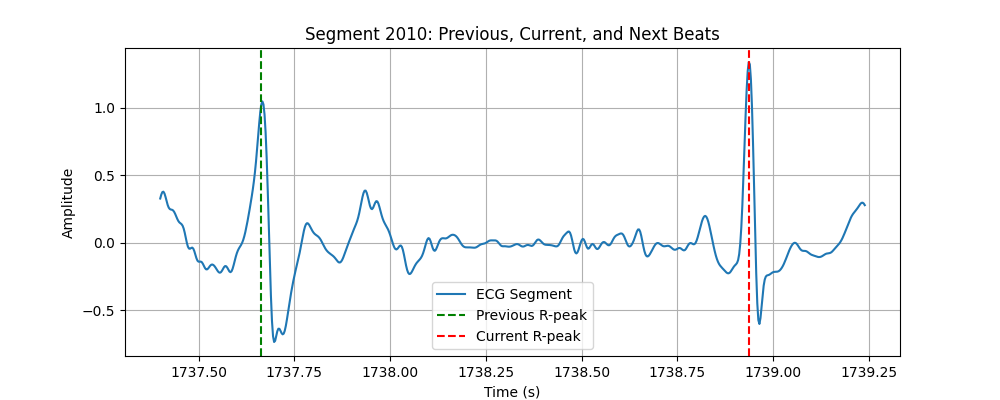 Segment 2010: Previous, Current, and Next Beats
1.0
0.5
0.0
−0.5
Amplitude
ECG Segment
Previous R-peak
Current R-peak
1737.50 1737.75 1738.00 1738.25 1738.50 1738.75 1739.00 1739.25
Time (s)